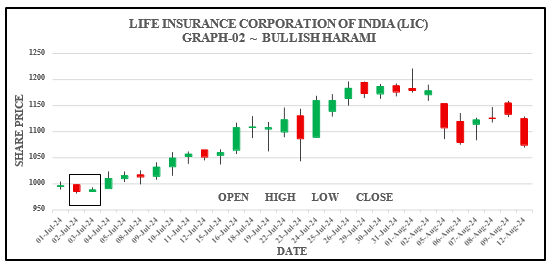 LIFE INSURANCE CORPORATION OF INDIA (LIC)
GRAPH-02 ~ BULLISH HARAMI
SHARE PRICE
1250
1200
1150
1100
1050
1000
950
OPEN HIGH LOW CLOSE
01-Jul-24
02-Jul-24
03-Jul-24
04-Jul-24
05-Jul-24
08-Jul-24
09-Jul-24
10-Jul-24
11-Jul-24
12-Jul-24
15-Jul-24
16-Jul-24
18-Jul-24
19-Jul-24
22-Jul-24
23-Jul-24
24-Jul-24
25-Jul-24
26-Jul-24
29-Jul-24
30-Jul-24
31-Jul-24
01-Aug-24
02-Aug-24
05-Aug-24
06-Aug-24
07-Aug-24
08-Aug-24
09-Aug-24
12-Aug-24
DATE